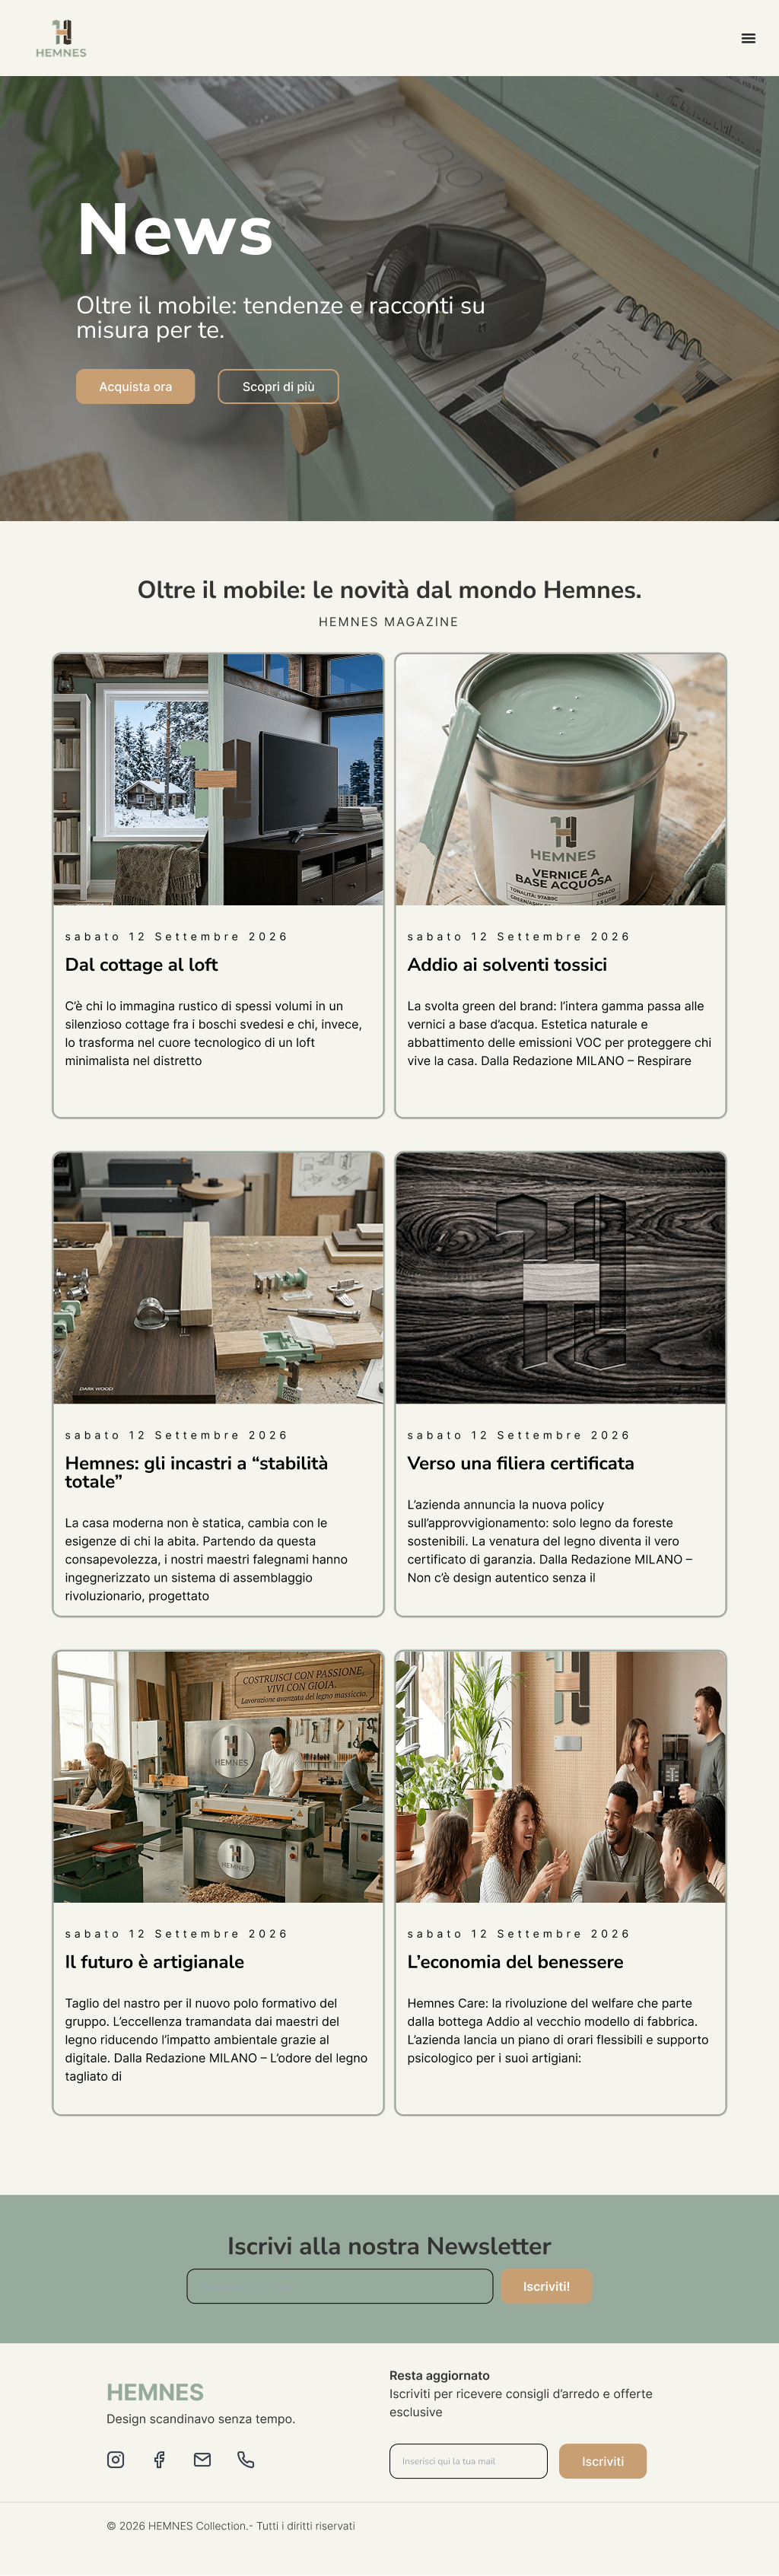 HEMNES
News
Oltre il mobile: tendenze e racconti su
misura per te.
Acquista ora
Scopri di più
Oltre il mobile: le novità dal mondo Hemnes.
HEMNES MAGAZINE
HEMNES
VERNICE A
BASE ACQUOSA
TONALITÀ: 97AB9C
OPACO
sabato 12 Settembre 2026
Dal cottage al loft
C’è chi lo immagina rustico di spessi volumi in un
silenzioso cottage fra i boschi svedesi e chi, invece,
lo trasforma nel cuore tecnologico di un loft
minimalista nel distretto
sabato 12 Settembre 2026
Addio ai solventi tossici
La svolta green del brand: l’intera gamma passa alle
vernici a base d’acqua. Estetica naturale e
abbattimento delle emissioni VOC per proteggere chi
vive la casa. Dalla Redazione MILANO – Respirare
DARK WOOD
sabato 12 Settembre 2026
Hemnes: gli incastri a “stabilità
totale”
La casa moderna non è statica, cambia con le
esigenze di chi la abita. Partendo da questa
consapevolezza, i nostri maestri falegnami hanno
ingegnerizzato un sistema di assemblaggio
rivoluzionario, progettato
sabato 12 Settembre 2026
Verso una filiera certificata
L’azienda annuncia la nuova policy
sull’approvvigionamento: solo legno da foreste
sostenibili. La venatura del legno diventa il vero
certificato di garanzia. Dalla Redazione MILANO –
Non c’è design autentico senza il
COSTRUISCI CON PASSIONE,
VIVI CON GIOIA.
Lavorazione avanzata del legno massiccio.
HEMNES
HEMNES
sabato 12 Settembre 2026
Il futuro è artigianale
Taglio del nastro per il nuovo polo formativo del
gruppo. L’eccellenza tramandata dai maestri del
legno riducendo l’impatto ambientale grazie al
digitale. Dalla Redazione MILANO – L’odore del legno
tagliato di
sabato 12 Settembre 2026
L’economia del benessere
Hemnes Care: la rivoluzione del welfare che parte
dalla bottega Addio al vecchio modello di fabbrica.
L’azienda lancia un piano di orari flessibili e supporto
psicologico per i suoi artigiani:
Iscrivi alla nostra Newsletter
Iscriviti!
HEMNES
Design scandinavo senza tempo.
Resta aggiornato
Iscriviti per ricevere consigli d’arredo e offerte
esclusive
Inserisci qui la tua mail
Iscriviti
© 2026 HEMNES Collection.- Tutti i diritti riservati